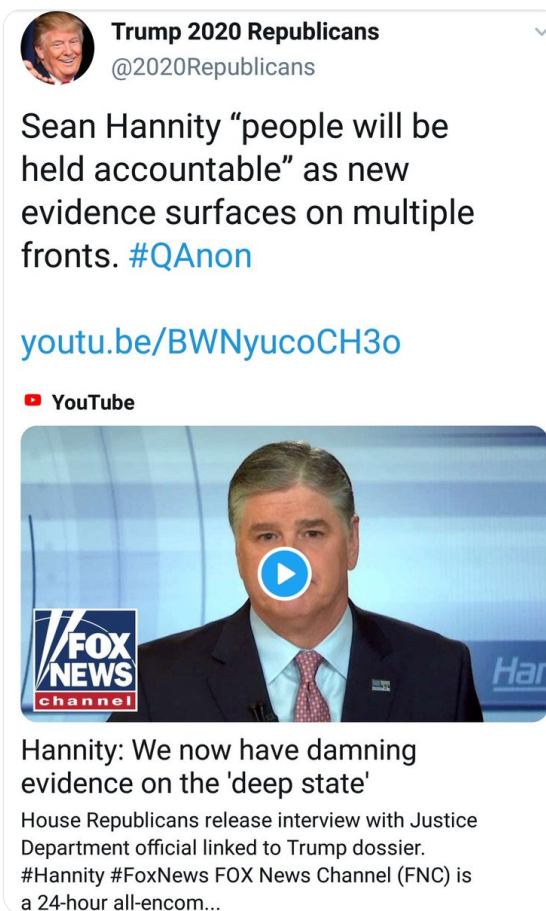 Trump 2020 Republicans
@2020Republicans
Sean Hannity “people will be
held accountable” as new
evidence surfaces on multiple
fronts. #QAnon
youtu.be/BWNyucoCH3o
YouTube
FOX
NEWS
channel
Han
Hannity: We now have damning
evidence on the 'deep state'
House Republicans release interview with Justice
Department official linked to Trump dossier.
#Hannity #FoxNews FOX News Channel (FNC) is
a 24-hour all-encom...